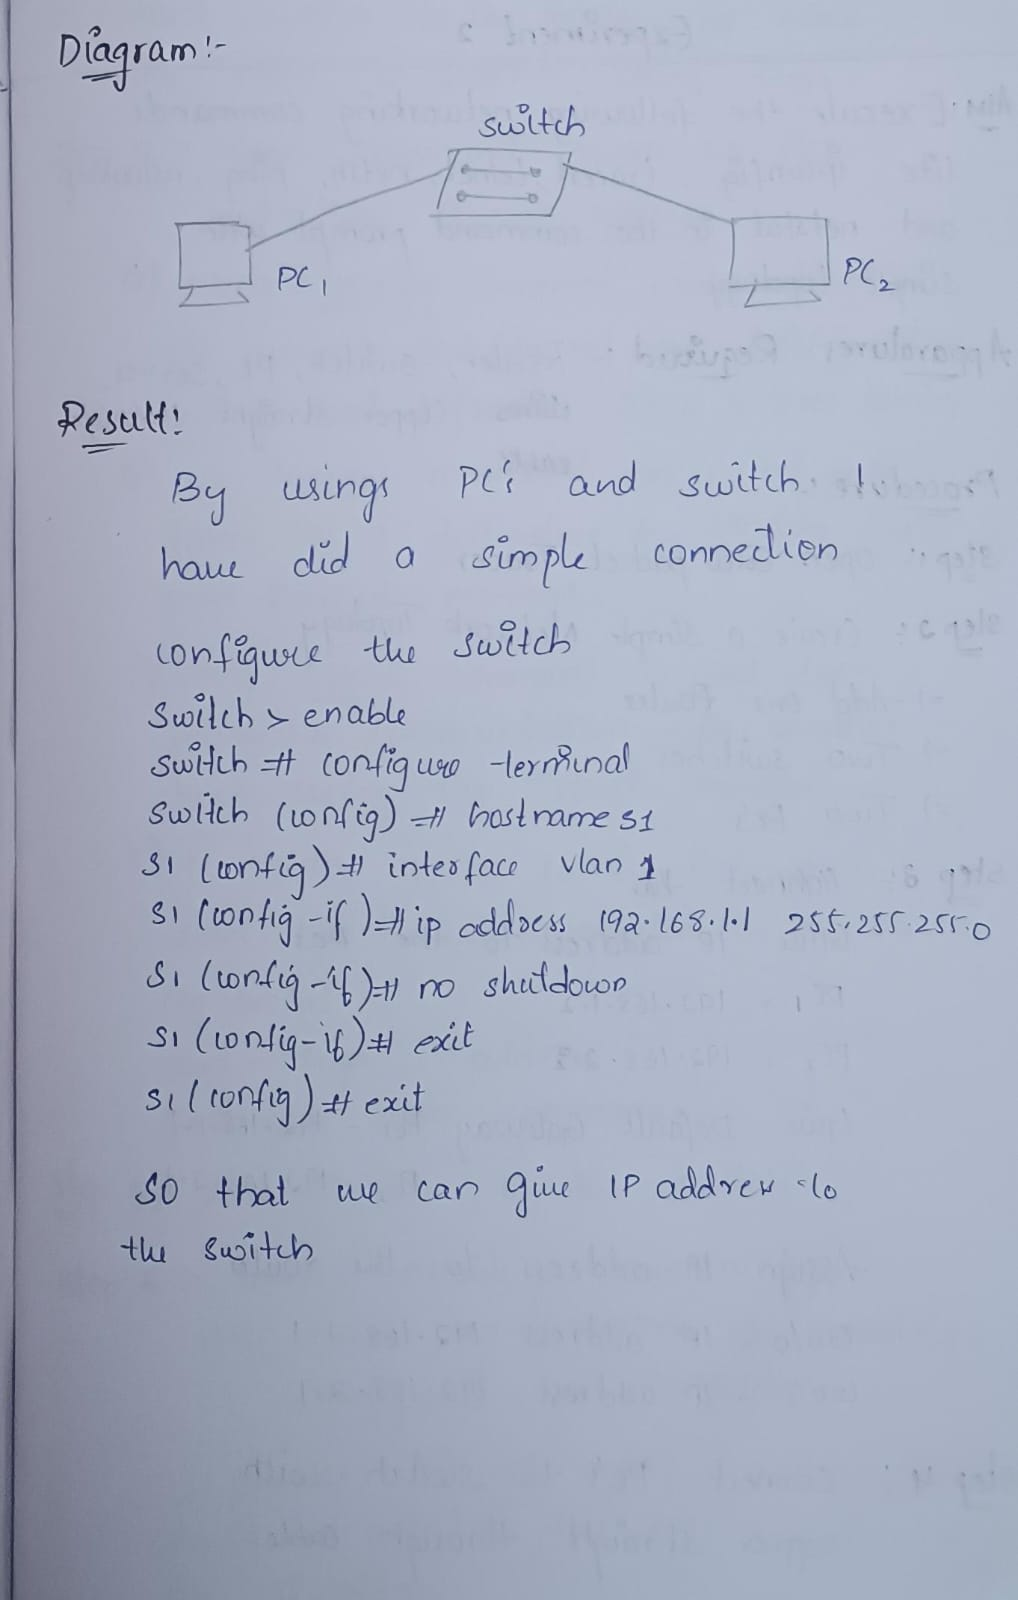 Diagram:-
switch
PC1
PC2
Result:
By usings PC's and switch I
have did a simple connection
configure the switch
Switch > enable
switch # configure terminal
switch (config) # hostname S1
S1 (config) # interface vlan 1
S1 (config-if) # ip address 192.168.1.1 255.255.255.0
S1 (config-if) # no shutdown
S1 (config-if) # exit
S1 (config) # exit
SO that we can give IP address to
the switch